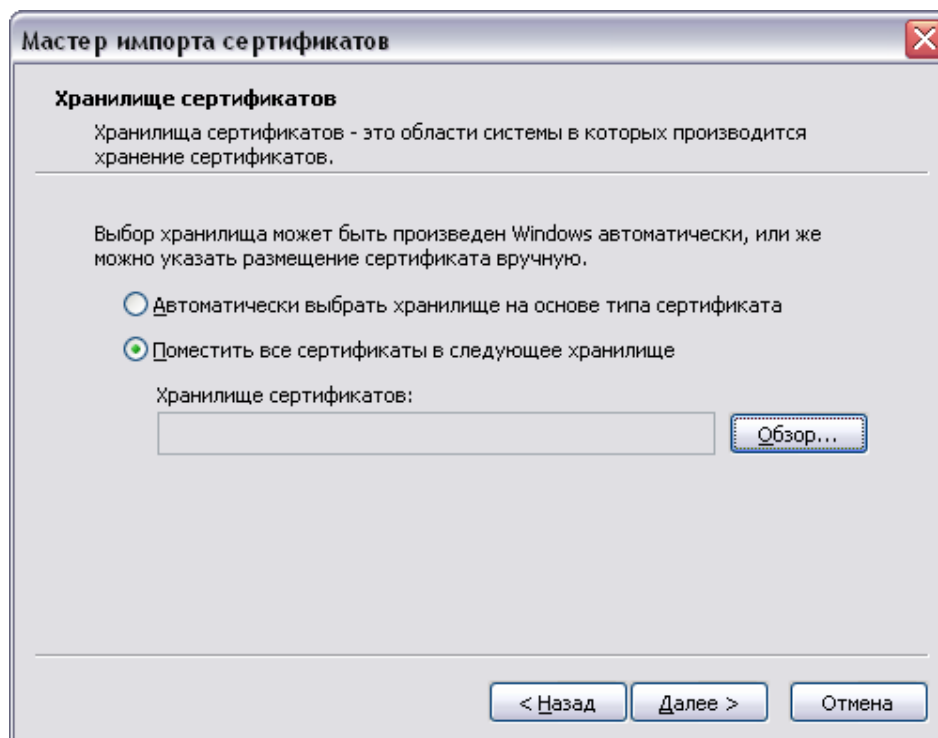 Мастер импорта сертификатов
Хранилище сертификатов
Хранилища сертификатов - это области системы в которых производится
хранение сертификатов.
Выбор хранилища может быть произведен Windows автоматически, или же
можно указать размещение сертификата вручную.
Автоматически выбрать хранилище на основе типа сертификата
Поместить все сертификаты в следующее хранилище
Хранилище сертификатов:
Обзор...
< Назад Далее > Отмена